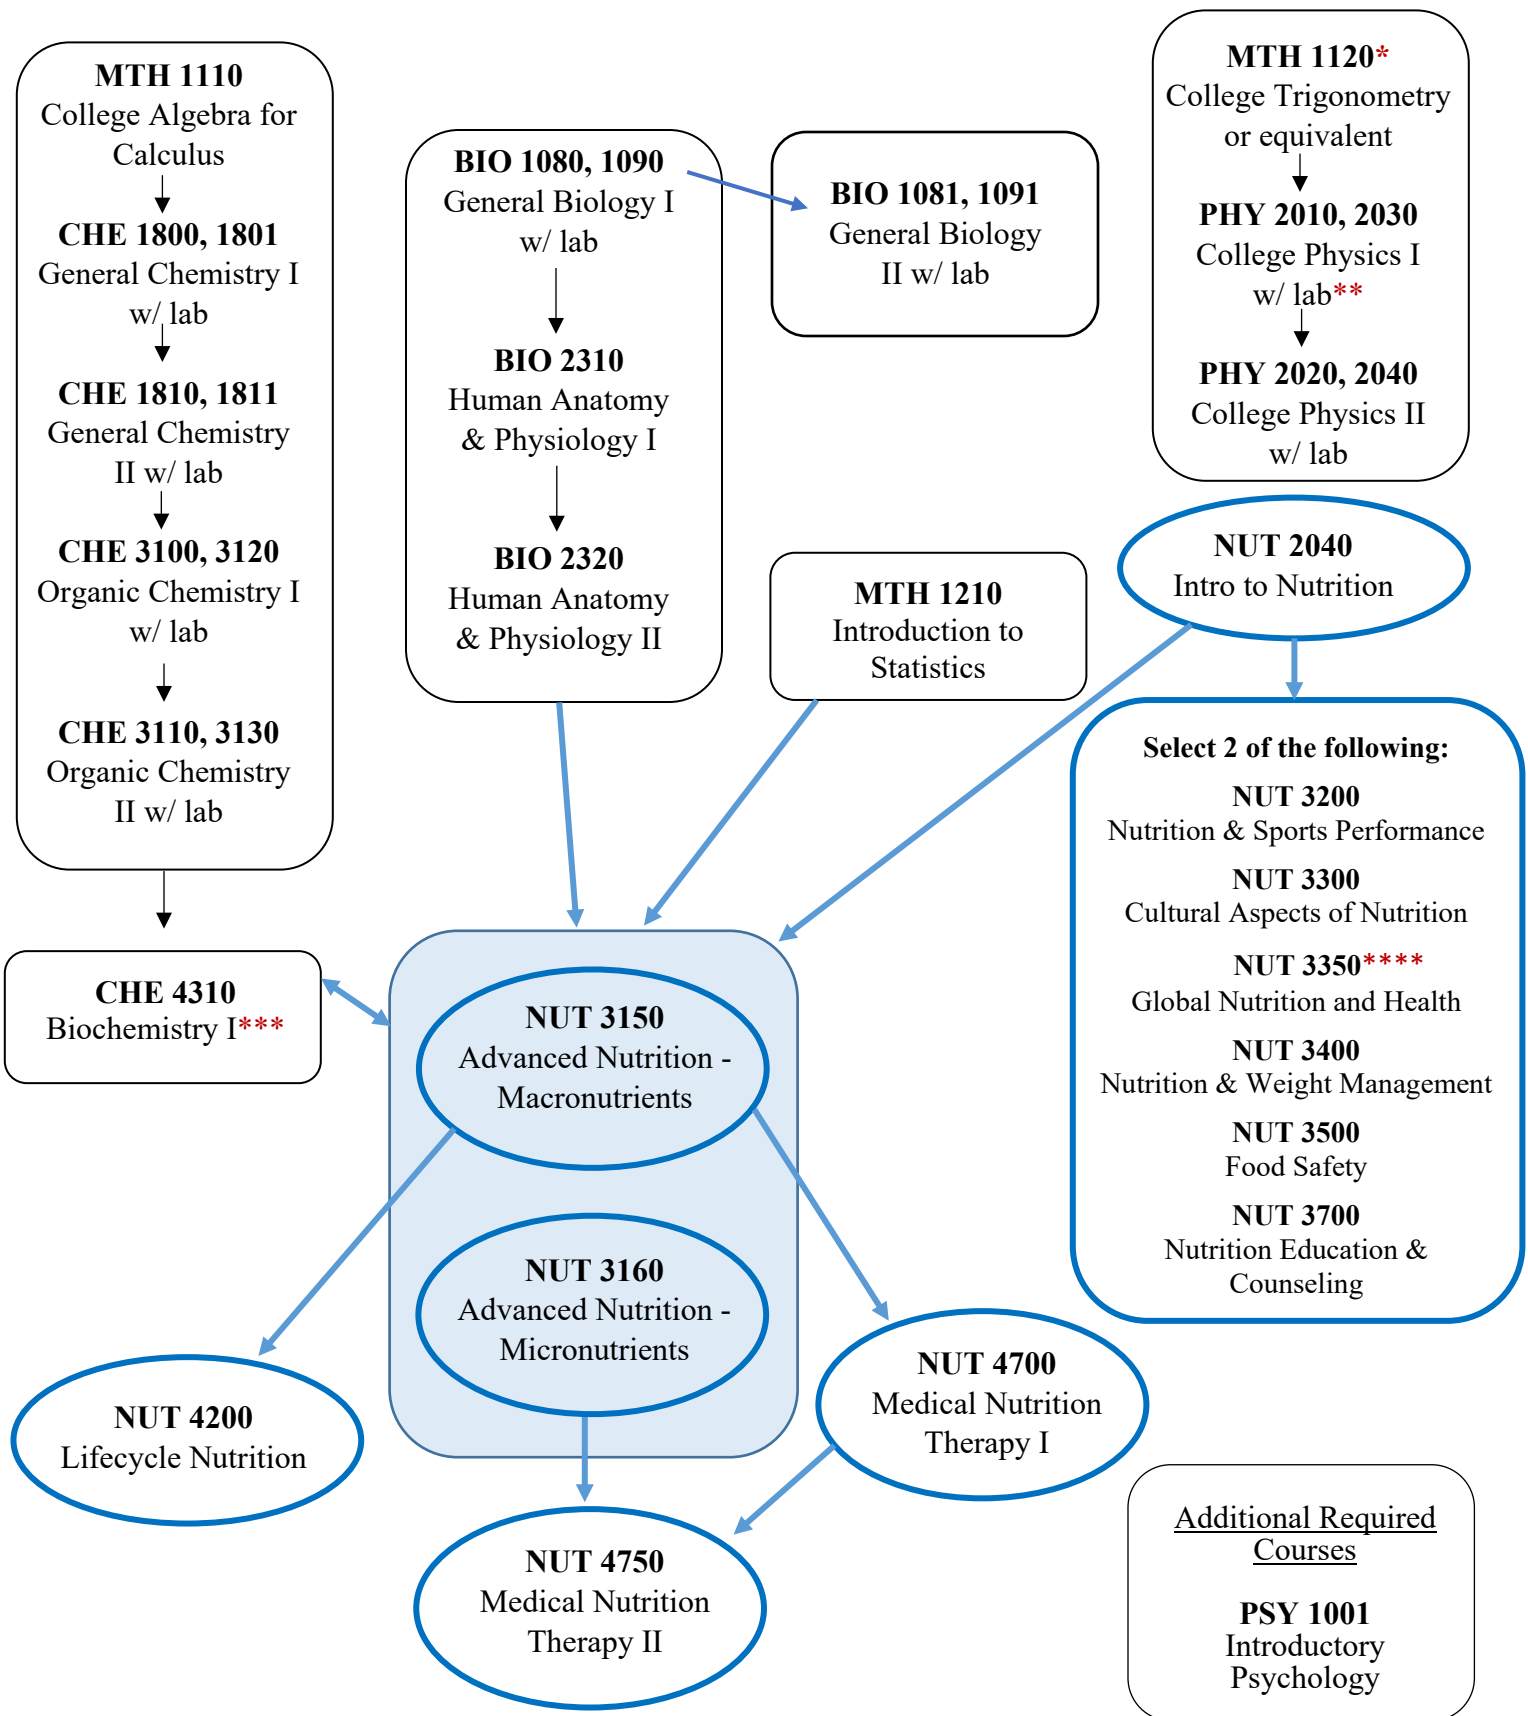 MTH 1110
College Algebra for
Calculus
CHE 1800, 1801
General Chemistry I
w/ lab
CHE 1810, 1811
General Chemistry
II w/ lab
CHE 3100, 3120
Organic Chemistry I
w/ lab
CHE 3110, 3130
Organic Chemistry
II w/ lab
CHE 4310
Biochemistry I***
BIO 1080, 1090
General Biology I
w/ lab
BIO 2310
Human Anatomy
& Physiology I
BIO 2320
Human Anatomy
& Physiology II
BIO 1081, 1091
General Biology
II w/ lab
MTH 1210
Introduction to
Statistics
MTH 1120*
College Trigonometry
or equivalent
PHY 2010, 2030
College Physics I
w/ lab**
PHY 2020, 2040
College Physics II
w/ lab
NUT 2040
Intro to Nutrition
Select 2 of the following:
NUT 3200
Nutrition & Sports Performance
NUT 3300
Cultural Aspects of Nutrition
NUT 3350****
Global Nutrition and Health
NUT 3400
Nutrition & Weight Management
NUT 3500
Food Safety
NUT 3700
Nutrition Education &
Counseling
NUT 3150
Advanced Nutrition -
Macronutrients
NUT 3160
Advanced Nutrition -
Micronutrients
NUT 4200
Lifecycle Nutrition
NUT 4700
Medical Nutrition
Therapy I
NUT 4750
Medical Nutrition
Therapy II
Additional Required
Courses
PSY 1001
Introductory
Psychology